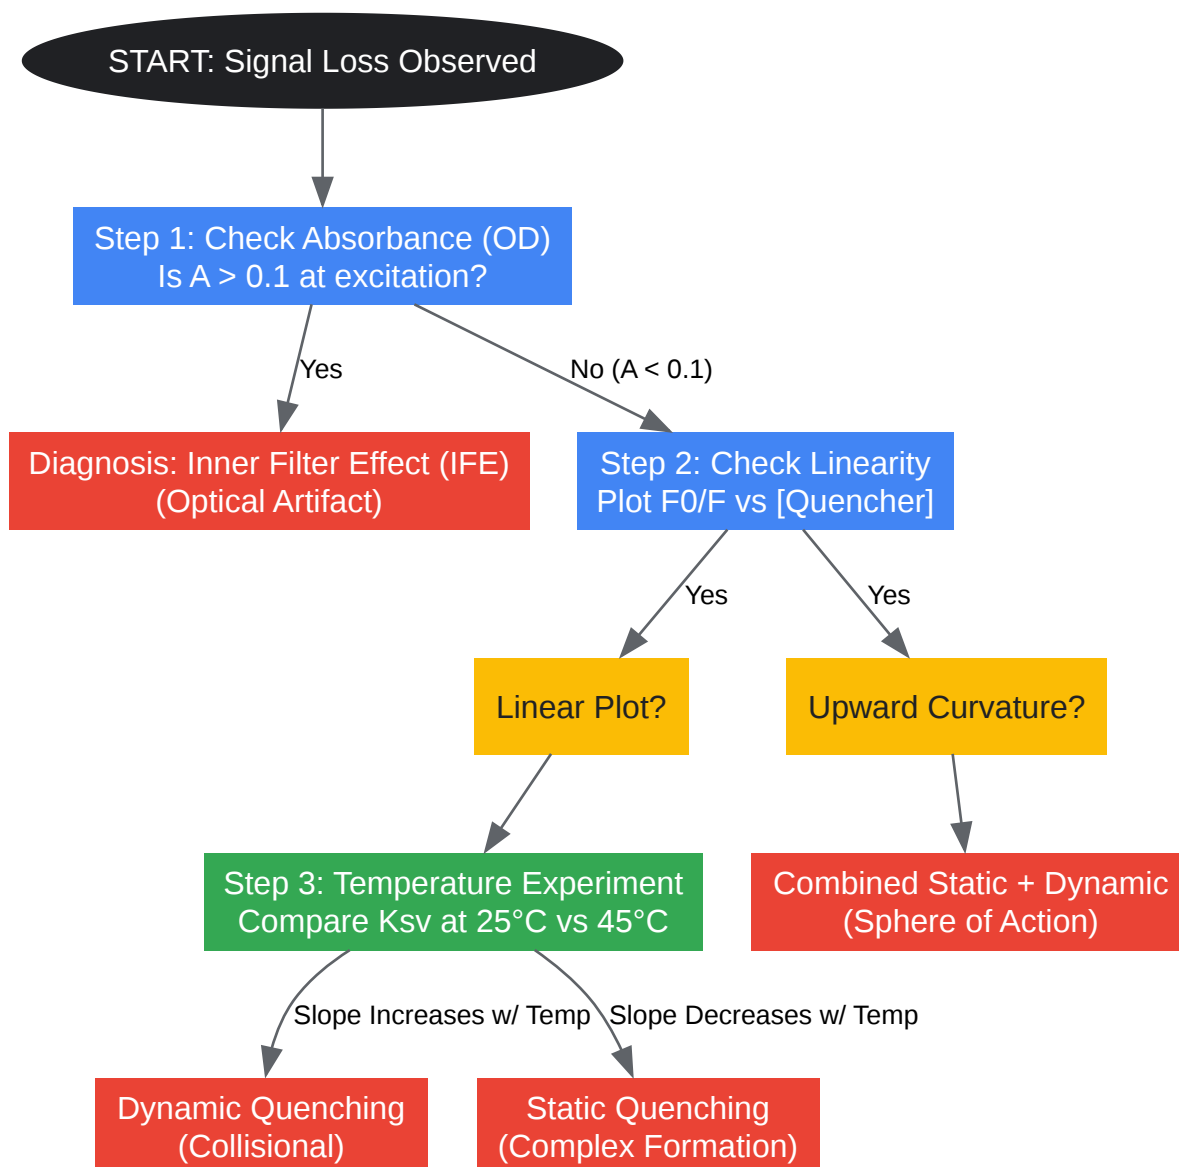 START: Signal Loss Observed
Step 1: Check Absorbance (OD)
Is A > 0.1 at excitation?
Yes
No (A < 0.1)
Diagnosis: Inner Filter Effect (IFE)
(Optical Artifact)
Step 2: Check Linearity
Plot F0/F vs [Quencher]
Yes
Yes
Linear Plot?
Upward Curvature?
Step 3: Temperature Experiment
Compare Ksv at 25°C vs 45°C
Combined Static + Dynamic
(Sphere of Action)
Slope Increases w/ Temp
Slope Decreases w/ Temp
Dynamic Quenching
(Collisional)
Static Quenching
(Complex Formation)